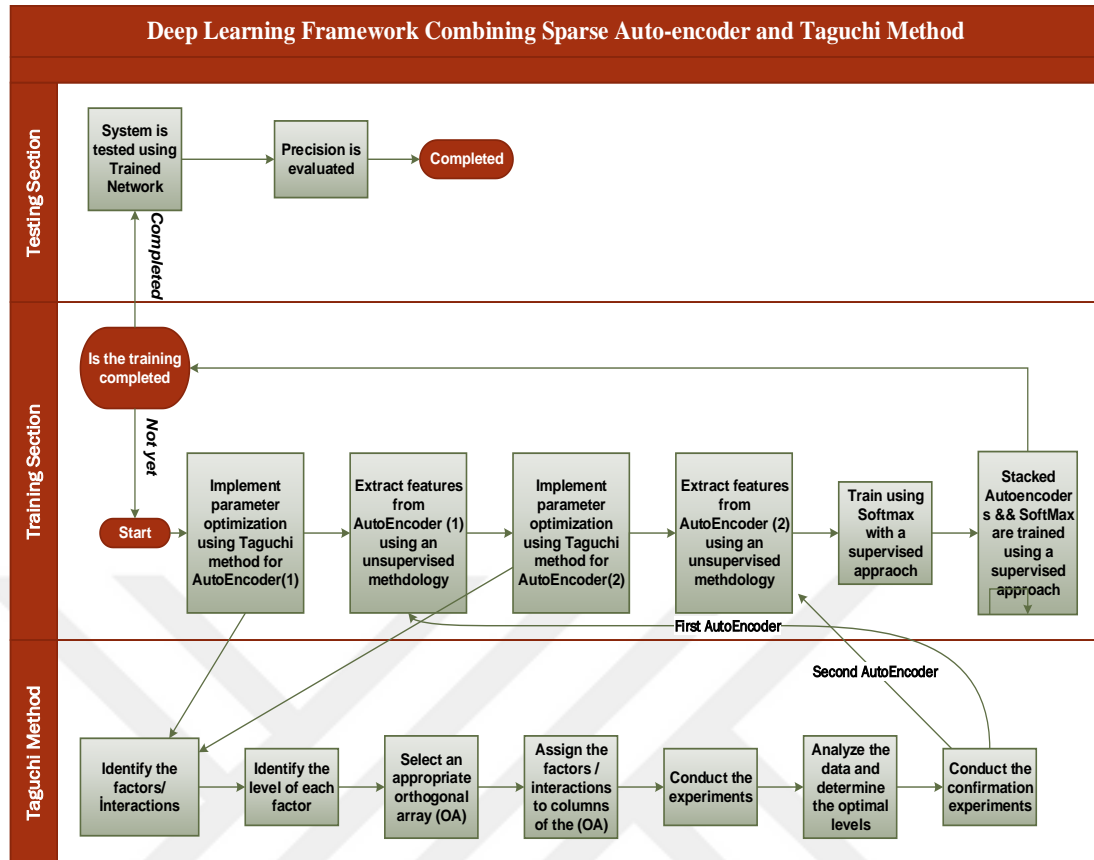 Deep Learning Framework Combining Sparse Auto-encoder and Taguchi Method
Testing Section
System is
tested using
Trained
Network
Precision is
evaluated
Completed
Completed
Training Section
Is the training
completed
Not yet
Start
Implement
parameter
optimization
using Taguchi
method for
AutoEncoder(1)
Extract features
from
AutoEncoder (1)
using an
unsupervised
methdology
Implement
parameter
optimization
using Taguchi
method for
AutoEncoder(2)
Extract features
from
AutoEncoder (2)
using an
unsupervised
methdology
Train using
Softmax
with a
supervised
appraoch
Stacked
Autoencoder
s && SoftMax
are trained
using a
supervised
approach
First AutoEncoder
Second AutoEncoder
Taguchi Method
Identify the
factors/
İnteractions
Identify the
level of each
factor
Select an
appropriate
orthogonal
array (OA)
Assign the
factors /
interactions
to columns
of the (OA)
Conduct the
experiments
Analyze the
data and
determine
the optimal
levels
Conduct the
confirmation
experiments